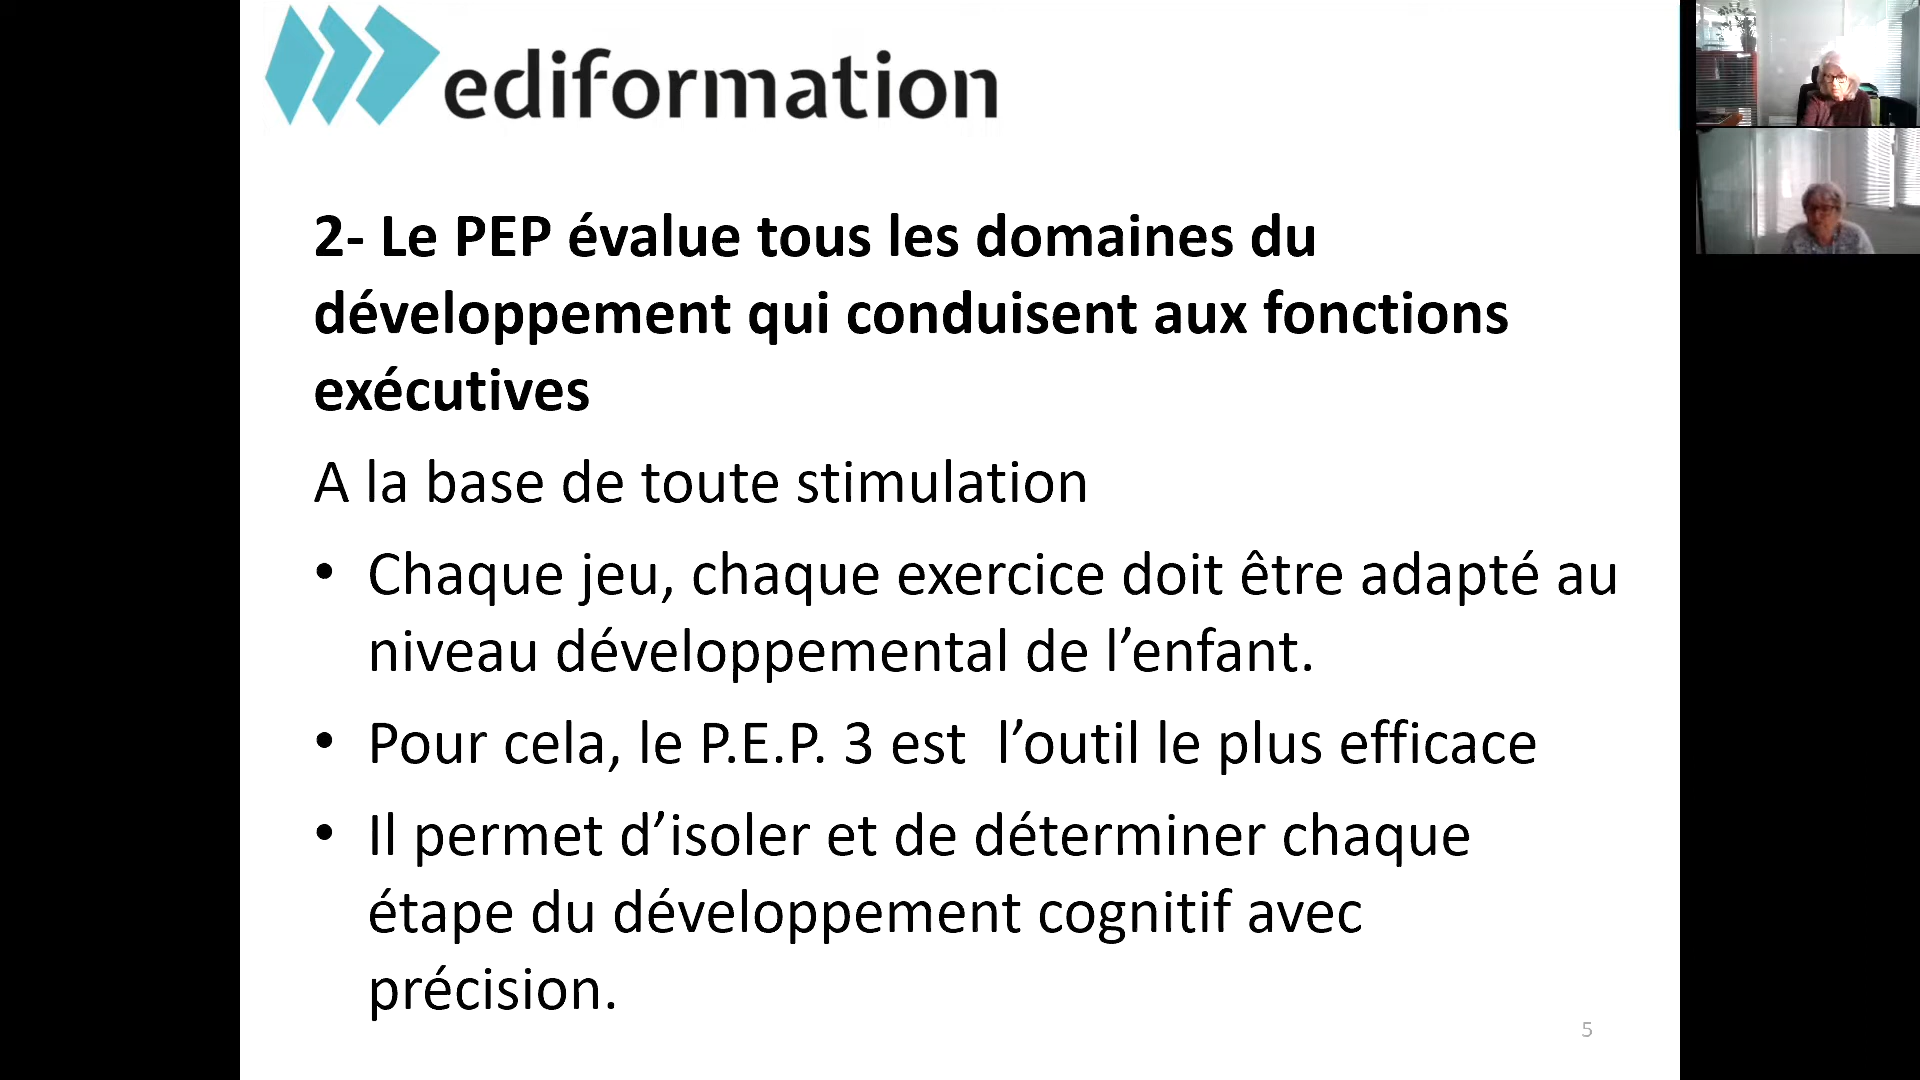 ediformation
2- Le PEP évalue tous les domaines du
développement qui conduisent aux fonctions
exécutives
A la base de toute stimulation
• Chaque jeu, chaque exercice doit être adapté au
niveau développemental de l’enfant.
• Pour cela, le P.E.P. 3 est  l’outil le plus efficace
• Il permet d’isoler et de déterminer chaque
étape du développement cognitif avec
précision.
5